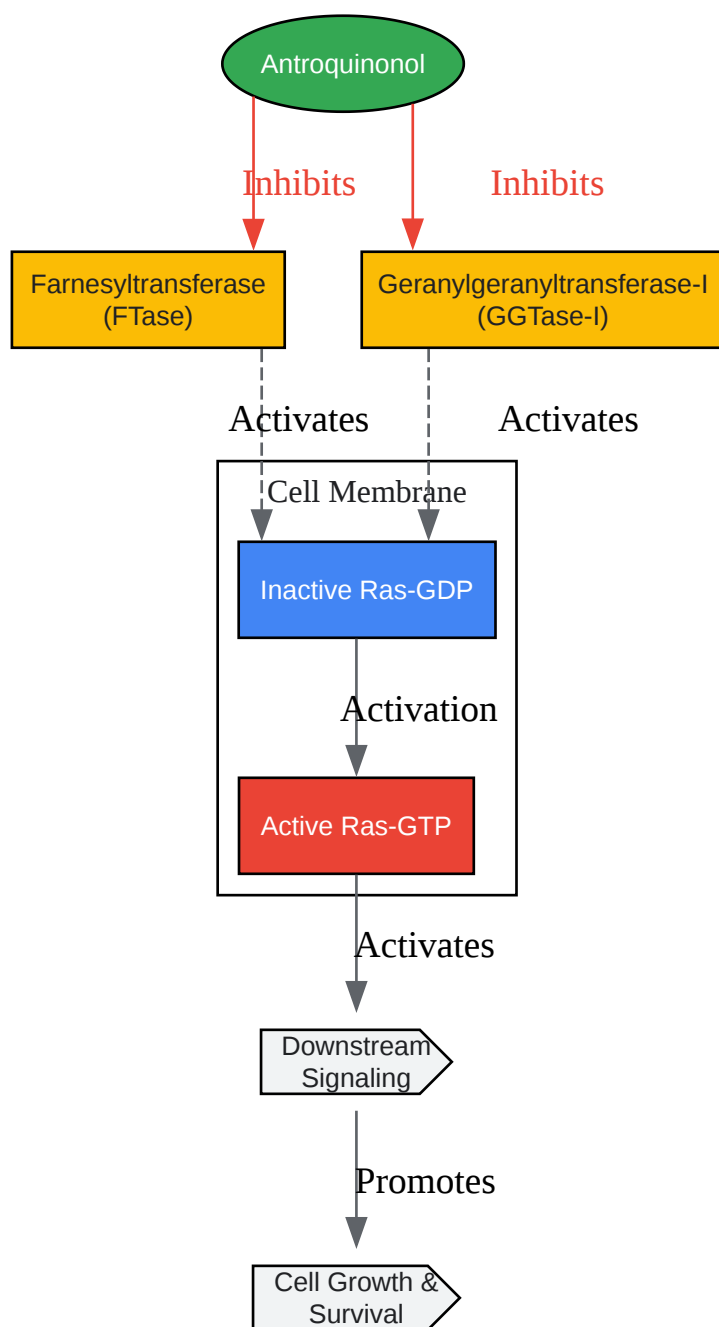 Antroquinonol
Inhibits
Inhibits
Farnesyltransferase
(FTase)
Geranylgeranyltransferase-I
(GGTase-I)
Activates
Activates
Cell Membrane
Inactive Ras-GDP
Activation
Active Ras-GTP
Activates
Downstream
Signaling
Promotes
Cell Growth &
Survival